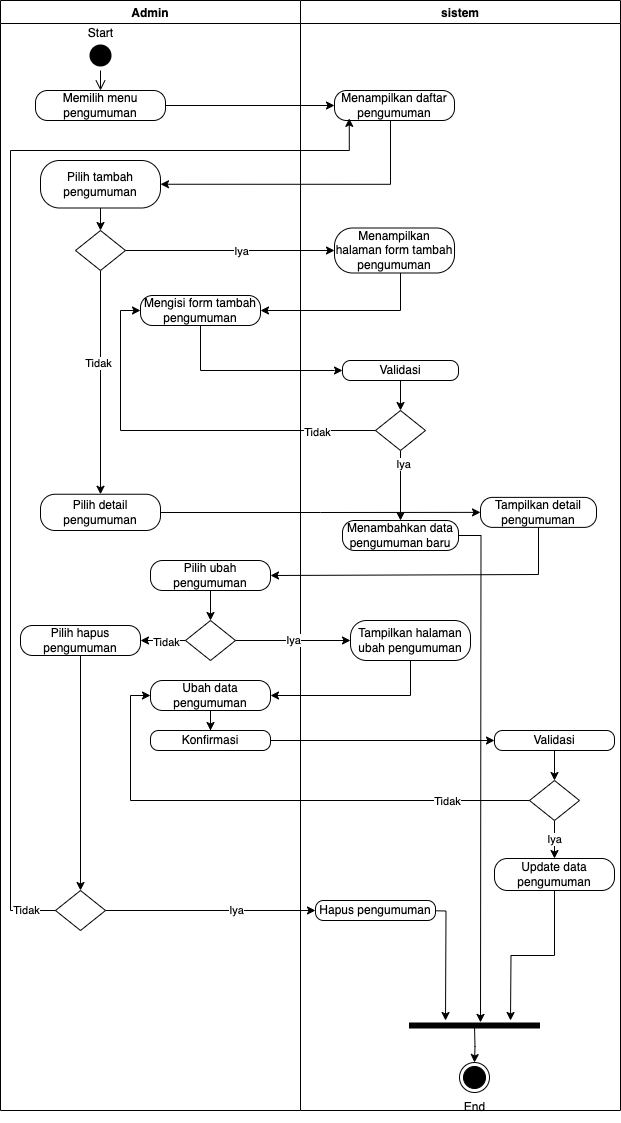 Admin
sistem
Start
Memilih menu
pengumuman
Menampilkan daftar
pengumuman
Pilih tambah
pengumuman
Iya
Menampilkan
halaman form tambah
pengumuman
Mengisi form tambah
pengumuman
Tidak
Validasi
Tidak
Iya
Pilih detail
pengumuman
Tampilkan detail
pengumuman
Menambahkan data
pengumuman baru
Pilih ubah
pengumuman
Pilih hapus
pengumuman
Tidak
Iya
Tampilkan halaman
ubah pengumuman
Ubah data
pengumuman
Konfirmasi
Validasi
Tidak
Iya
Update data
pengumuman
Tidak
Iya
Hapus pengumuman
End